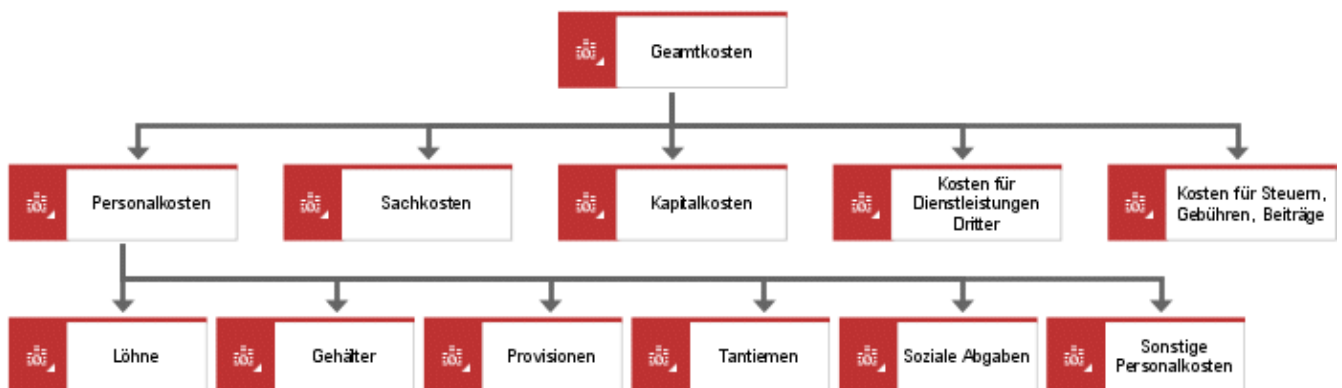 Geamtkosten
Personalkosten
Sachkosten
Kapitalkosten
Kosten für
Dienstleistungen
Dritter
Kosten für Steuern,
Gebühren, Beiträge
Löhne
Gehälter
Provisionen
Tantiemen
Soziale Abgaben
Sonstige
Personalkosten